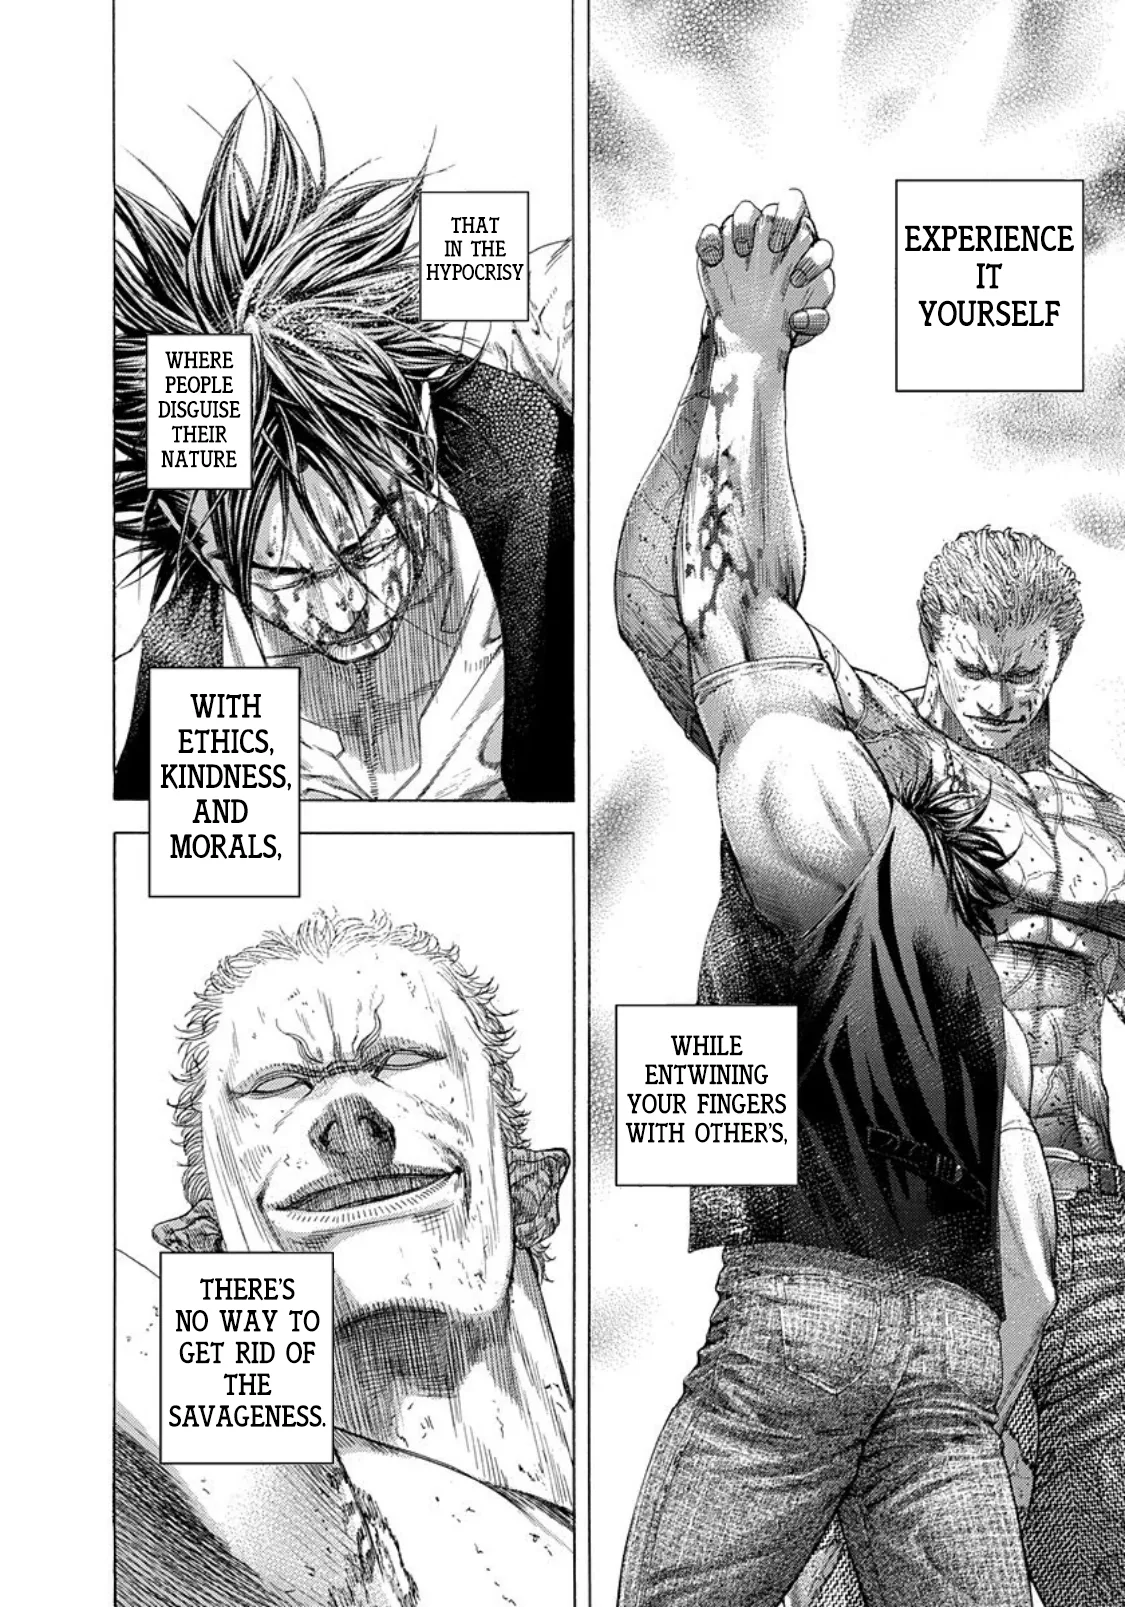 EXPERIENCE
IT
YOURSELF
WHILE
ENTWINING
YOUR FINGERS
WITH OTHER'S,
THAT
IN THE
HYPOCRISY
WHERE
PEOPLE
DISGUISE
THEIR
NATURE
WITH
ETHICS,
KINDNESS,
AND
MORALS,
THERE'S
NO WAY TO
GET RID OF
THE
SAVAGENESS.